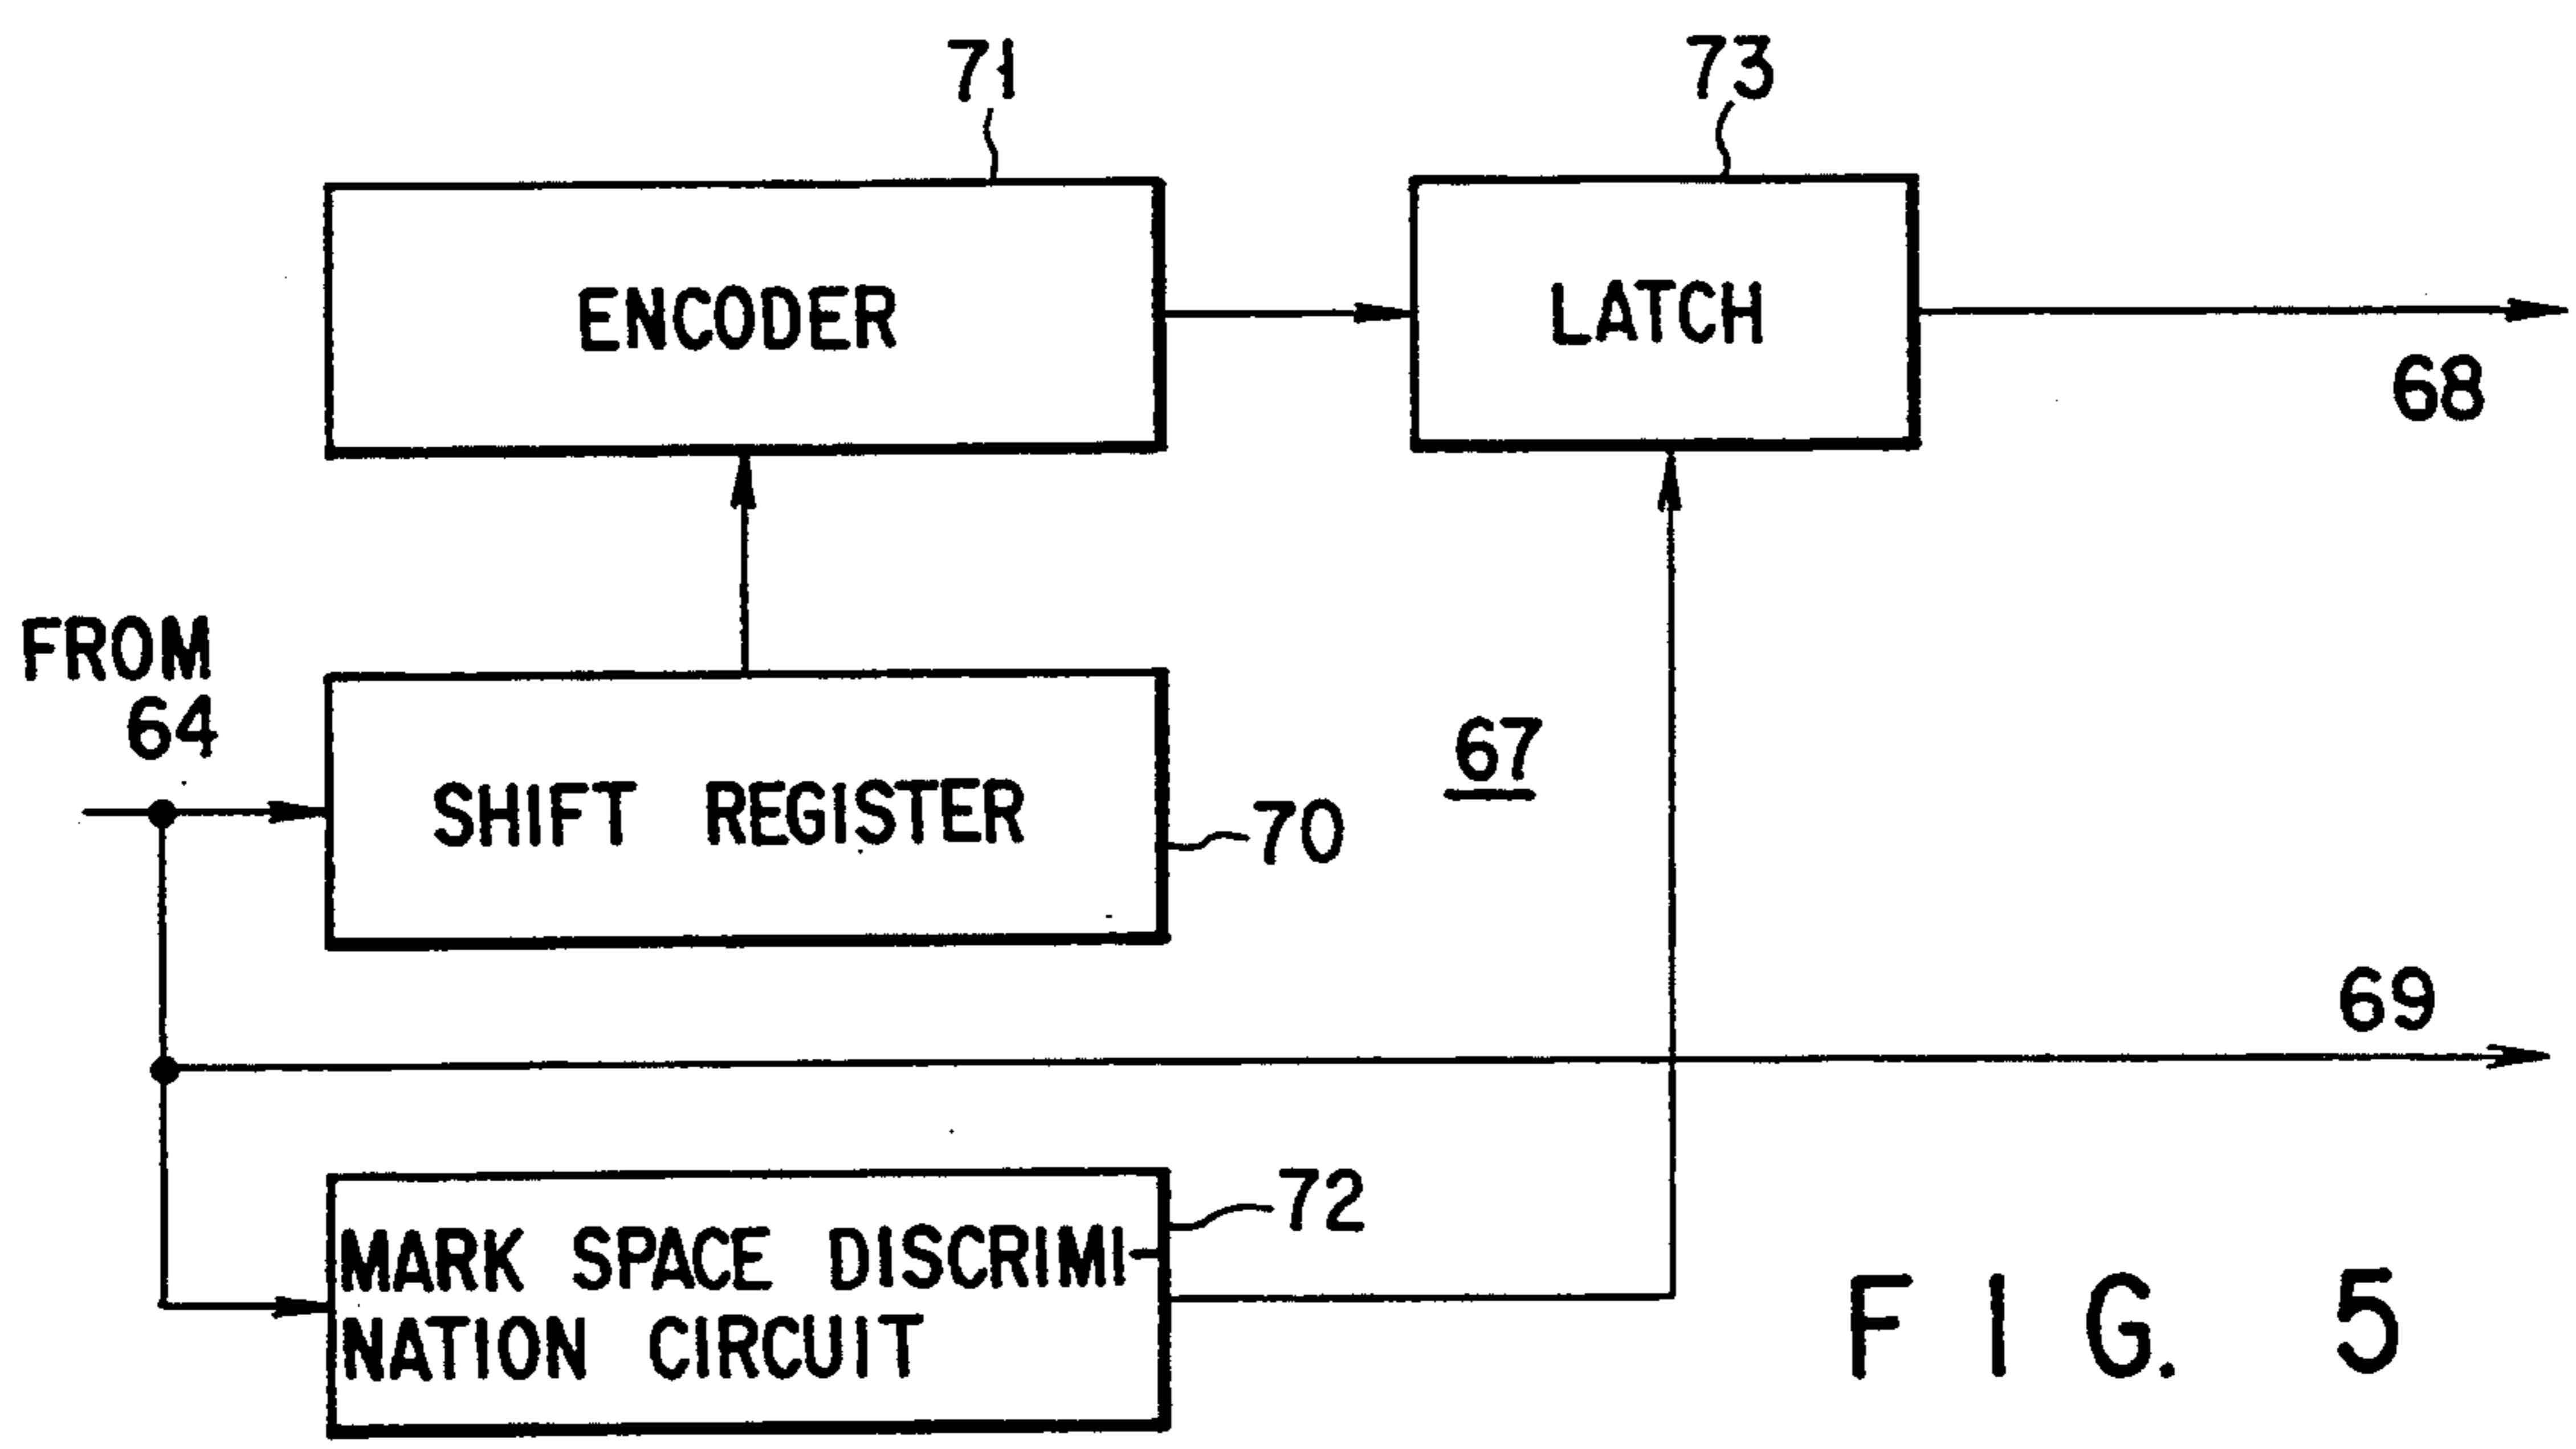 71
73
ENCODER
LATCH
68
FROM
64
67
SHIFT REGISTER
70
69
72
MARK SPACE DISCRIMI-
NATION CIRCUIT
FIG. 5